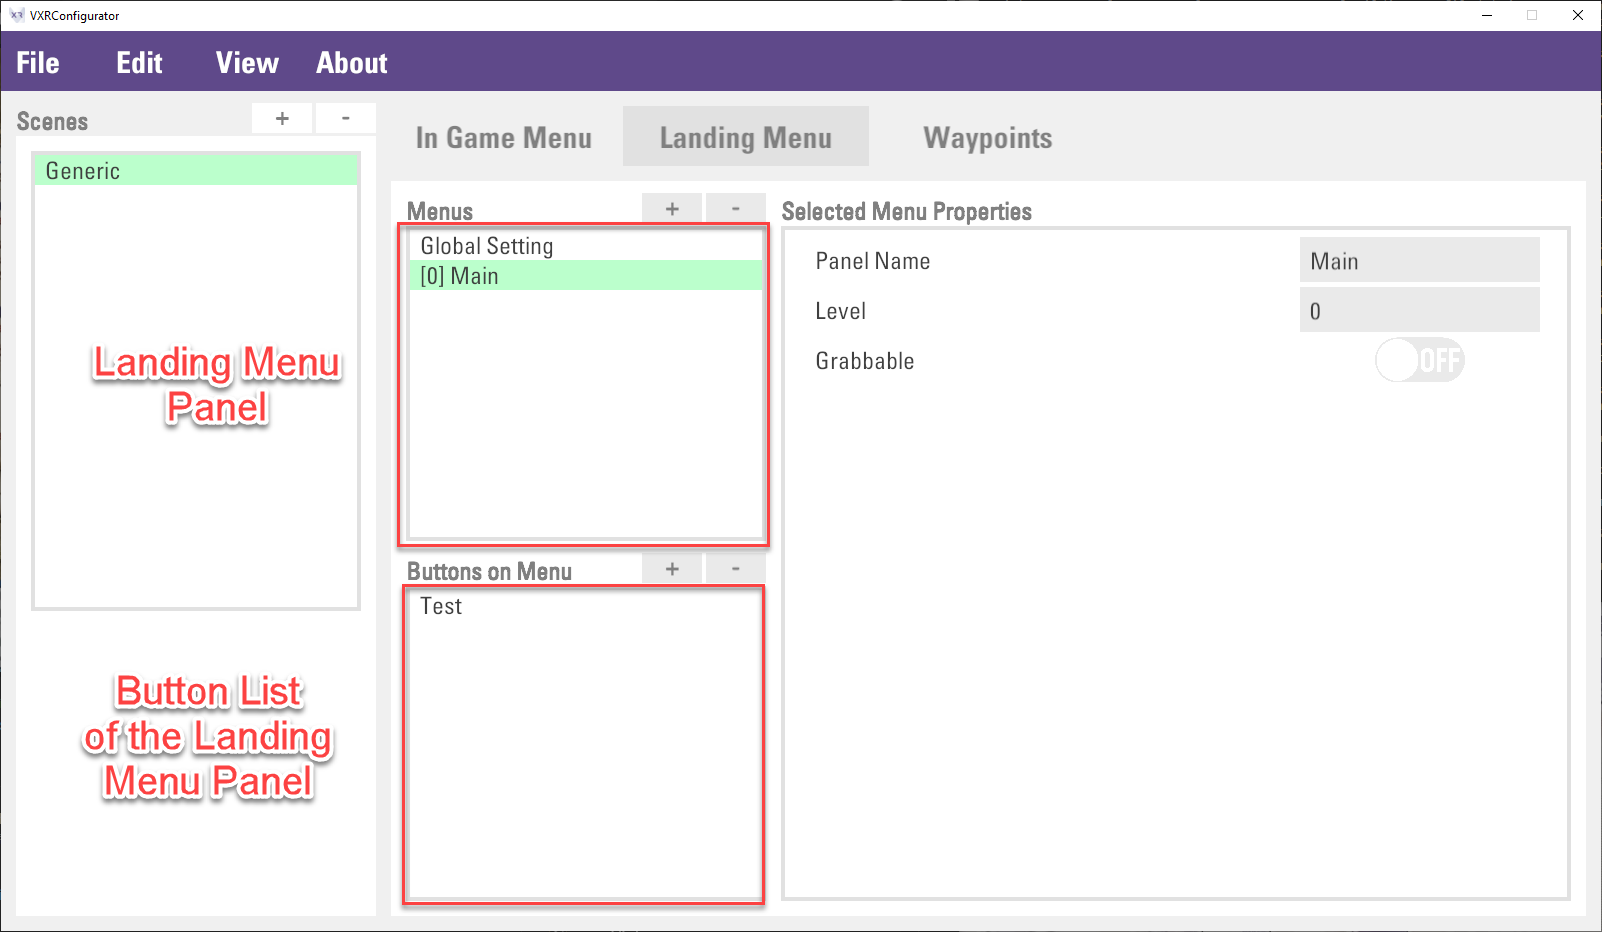 VXRConfigurator
File Edit View About
Scenes + -
Generic
In Game Menu Landing Menu Waypoints
Menus + -
Global Setting
[0] Main
Selected Menu Properties
Panel Name Main
Level 0
Grabbable OFF
Landing Menu
Panel
Buttons on Menu + -
Test
Button List
of the Landing
Menu Panel